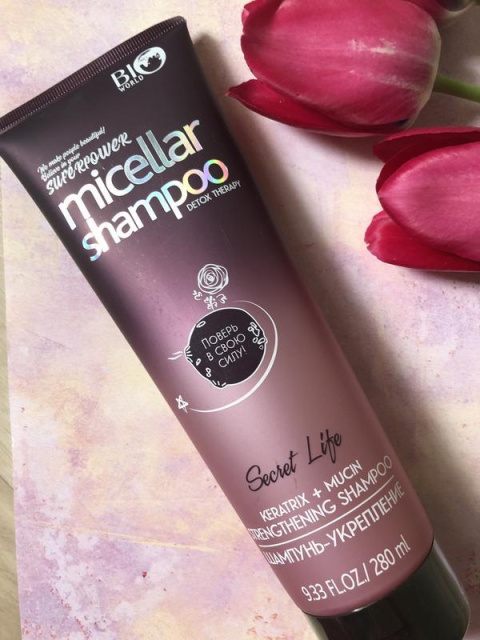 BIO
WORLD
We make people beautiful!
Believe in your
SUPERPOWER
micellar
shampoo
DETOX THERAPY
ПОВЕРЬ
В СВОЮ
СИЛУ!
Secret Life
KERATRIX + MUCIN
STRENGTHENING SHAMPOO
ШАМПУНЬ-УКРЕПЛЕНИЕ
9.33 FL.OZ./ 280 ml